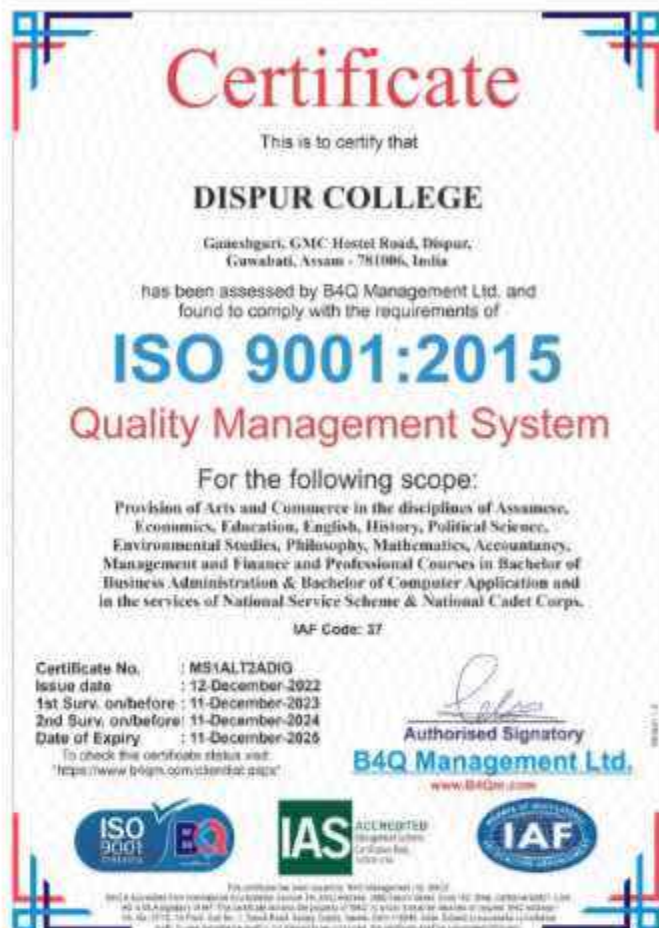 Certificate
This is to certify that
DISPUR COLLEGE
Ganeshguri, GMC Hostel Road, Dispur,
Guwahati, Assam - 781006, India
has been assessed by B4Q Management Ltd. and
found to comply with the requirements of
ISO 9001:2015
Quality Management System
For the following scope:
Provision of Arts and Commerce in the disciplines of Assamese,
Economics, Education, English, History, Political Science,
Environmental Studies, Philosophy, Mathematics, Accountancy,
Management and Finance and Professional Courses in Bachelor of
Business Administration & Bachelor of Computer Application and
in the services of National Service Scheme & National Cadet Corps.
IAF Code: 37
Certificate No. : MS1ALT2ADIG
Issue date : 12-December-2022
1st Surv. on/before : 11-December-2023
2nd Surv. on/before : 11-December-2024
Date of Expiry : 11-December-2025
To check this certificate status visit:
Authorised Signatory
B4Q Management Ltd.
www.B4Qm.com
ISO
9001
IAS
ACCREDITED
IAF